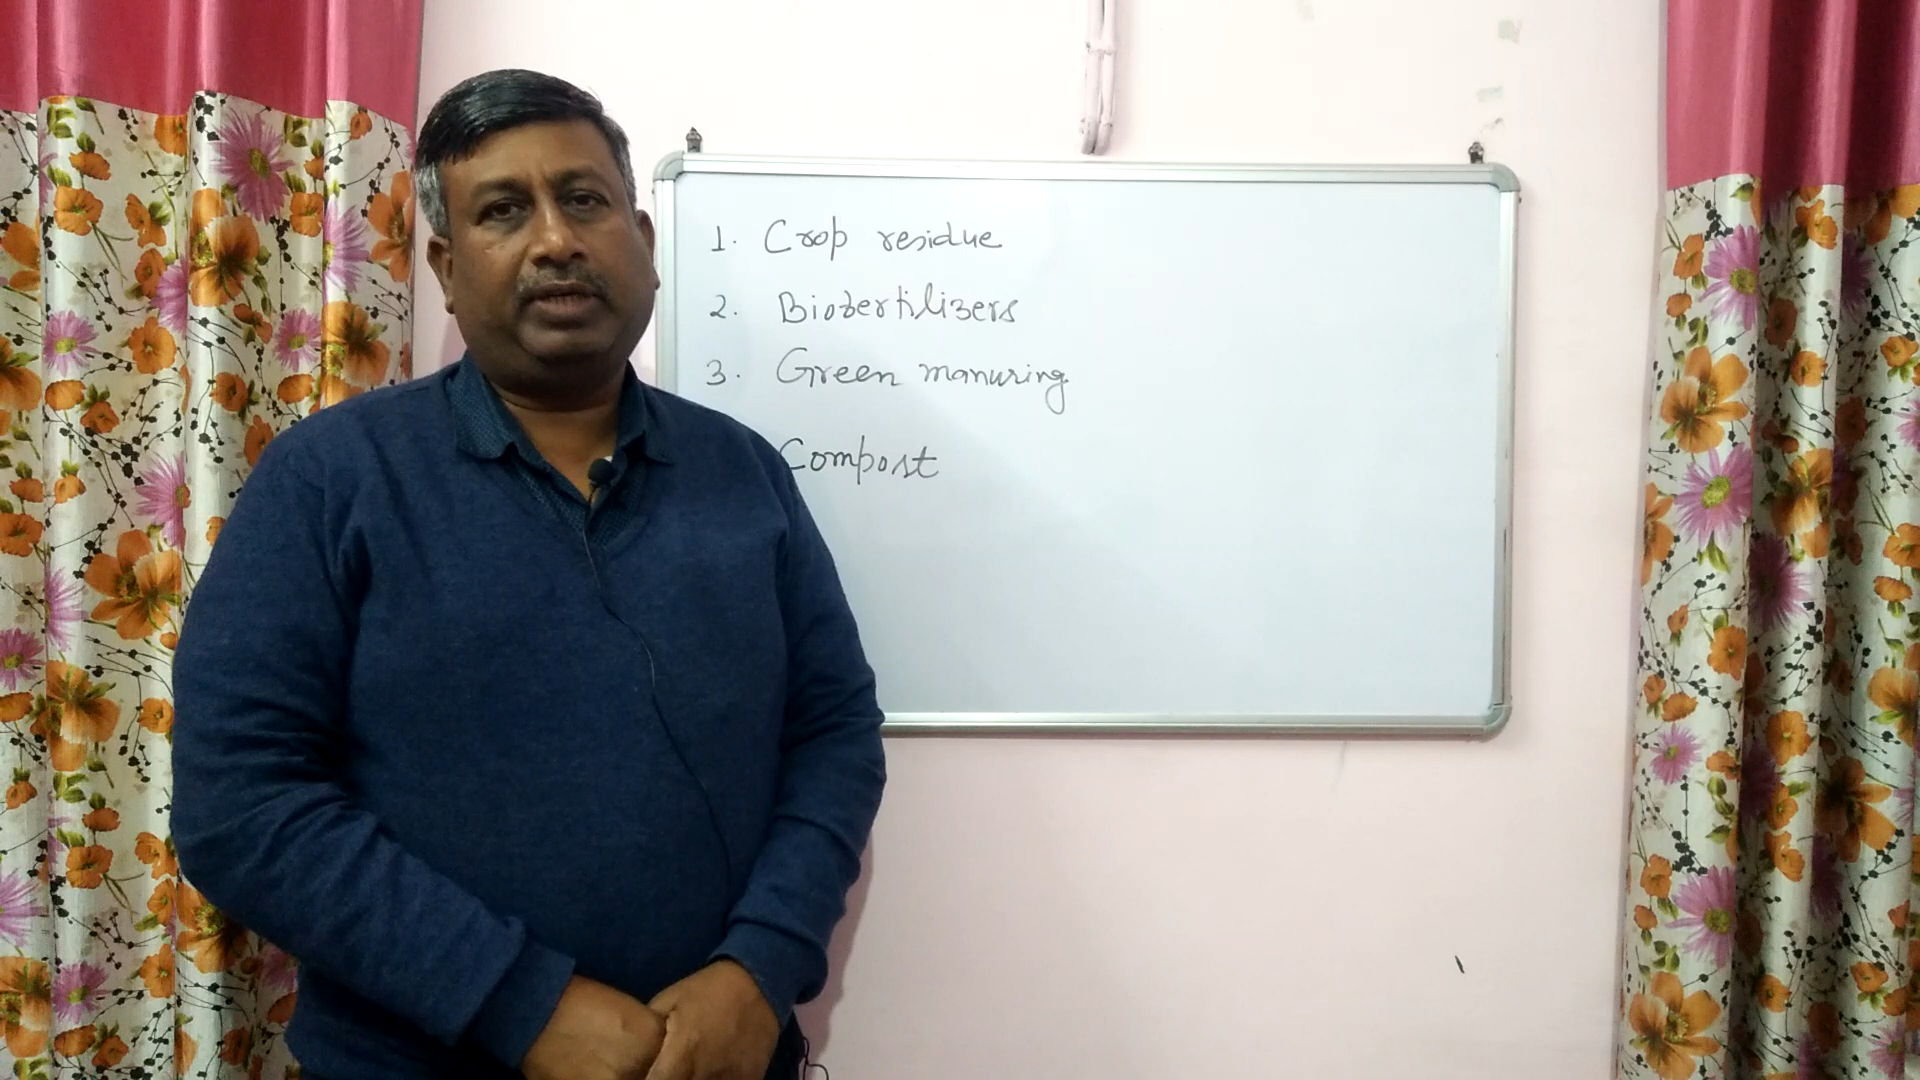 1. Crop residue
2. Biofertilizers
3. Green manuring
Compost